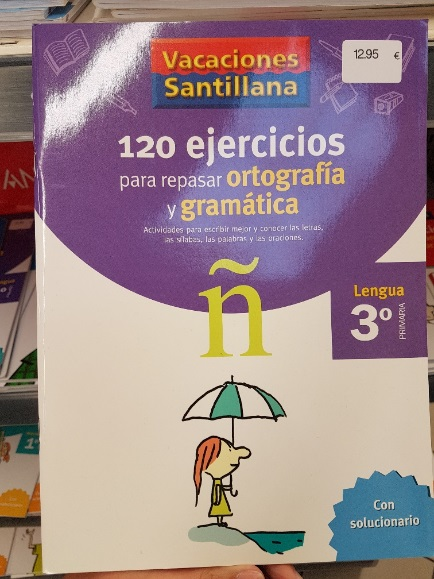 Vacaciones
Santillana
12.95 €
120 ejercicios
para repasar ortografía
y gramática
Actividades para escribir mejor y conocer las letras,
las sílabas, las palabras y las oraciones.
ñ
Lengua
3º
PRIMARIA
Con
solucionario